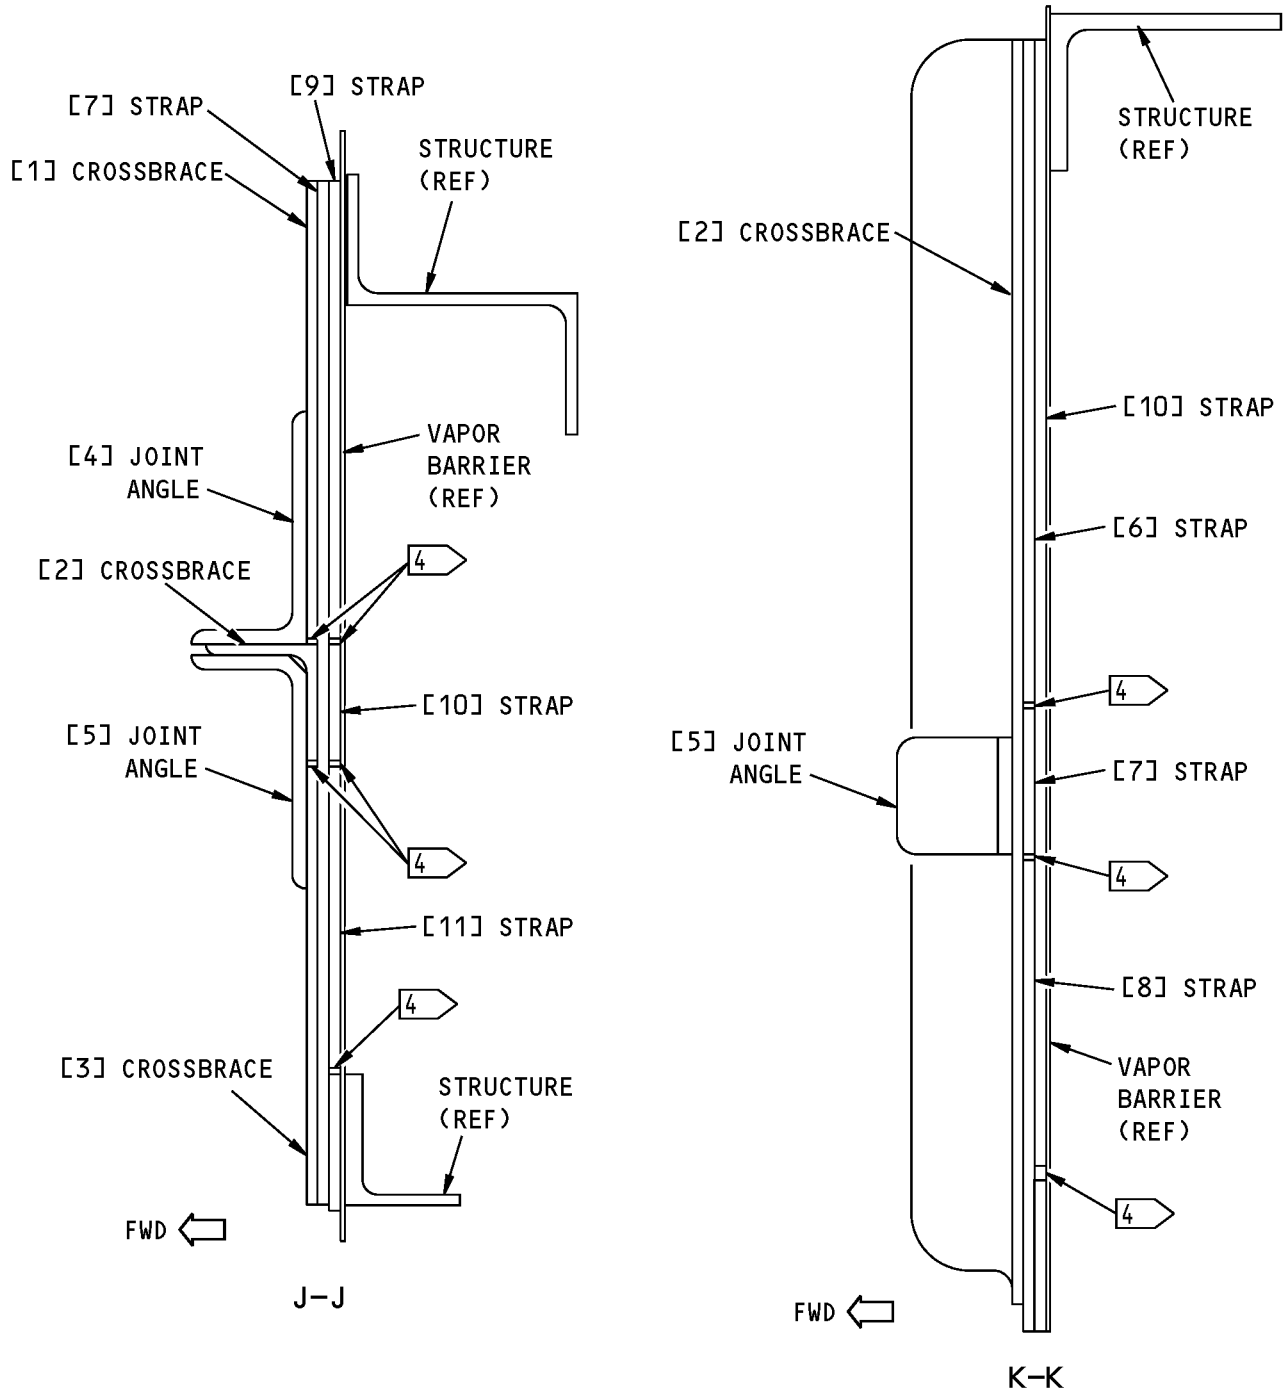 [9] STRAP
[7] STRAP
[1] CROSSBRACE
STRUCTURE
(REF)
[4] JOINT
ANGLE
VAPOR
BARRIER
(REF)
[2] CROSSBRACE
4
[10] STRAP
[5] JOINT
ANGLE
4
[11] STRAP
4
[3] CROSSBRACE
STRUCTURE
(REF)
FWD
J-J
STRUCTURE
(REF)
[2] CROSSBRACE
[10] STRAP
[6] STRAP
4
[5] JOINT
ANGLE
[7] STRAP
4
[8] STRAP
VAPOR
BARRIER
(REF)
4
FWD
K-K